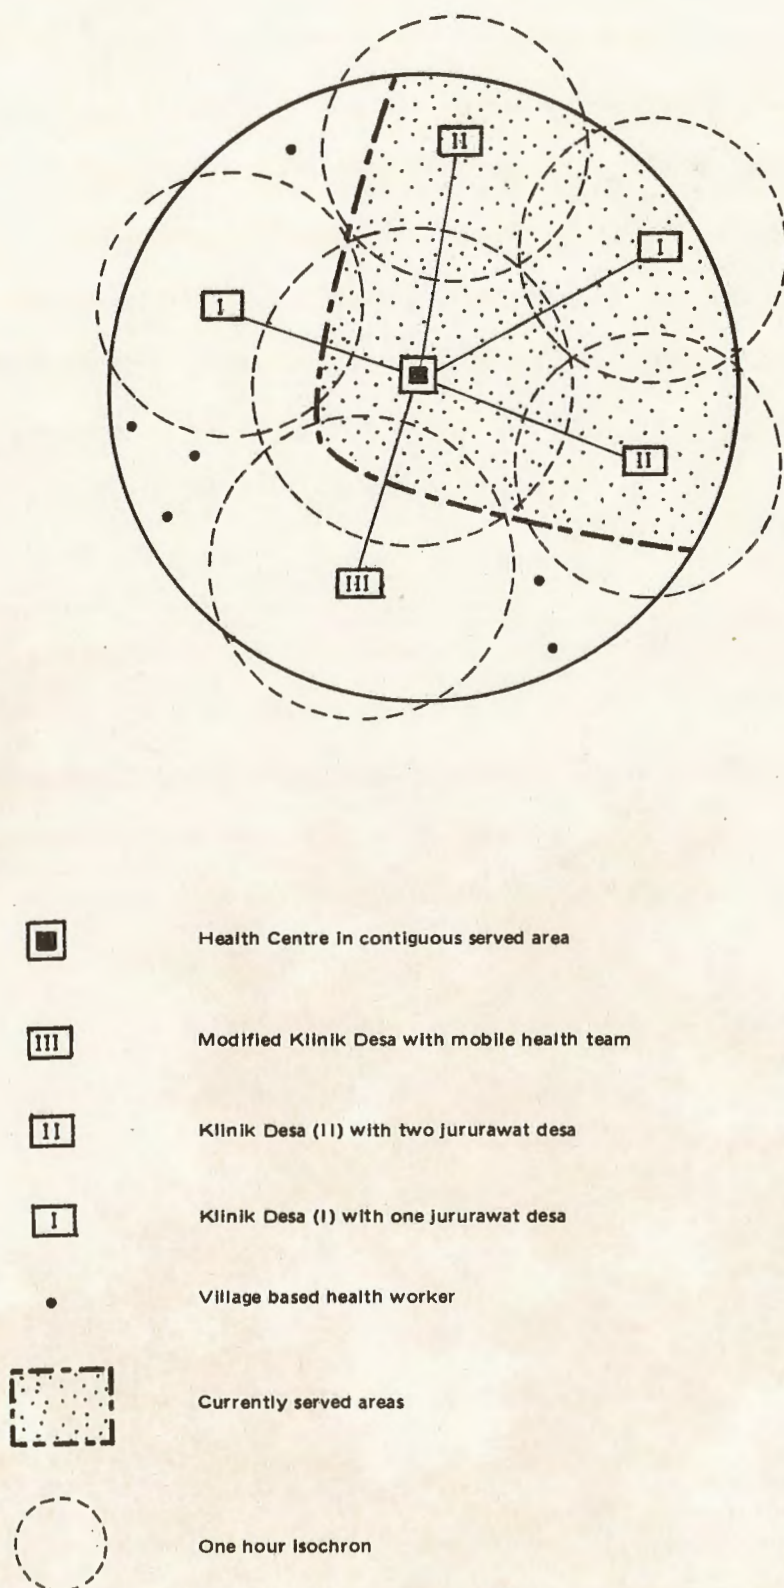 II
I
I
II
III
Health Centre in contiguous served area
III Modified Klinik Desa with mobile health team
II Klinik Desa (II) with two jururawat desa
I Klinik Desa (I) with one jururawat desa
Village based health worker
Currently served areas
One hour isochron